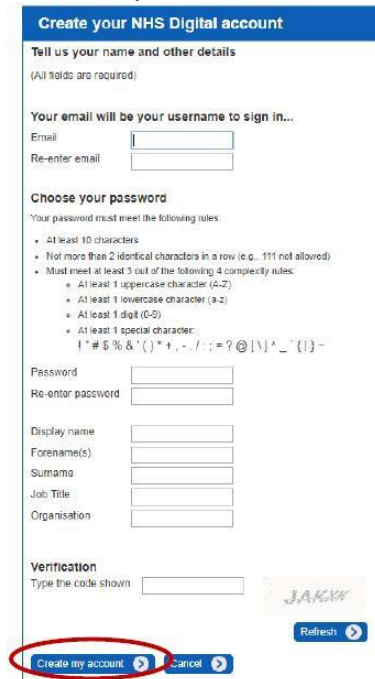 Create your NHS Digital account
Tell us your name and other details
(All fields are required)
Your email will be your username to sign in...
Email
Re-enter email
Choose your password
Your password must meet the following rules:
At least 10 characters
Not more than 2 identical characters in a row (e.g., 111 not allowed)
Must meet at least 3 out of the following 4 complexity rules:
At least 1 uppercase character (A-Z)
At least 1 lowercase character (a-z)
At least 1 digit (0-9)
At least 1 special character:
! " # $ % & ' ( ) * + , - . / : ; = ? @ [ \ ] ^ _ ` { | } ~
Password
Re-enter password
Display name
Forename(s)
Surname
Job Title
Organisation
Verification
Type the code shown
Refresh
Create my account
Cancel